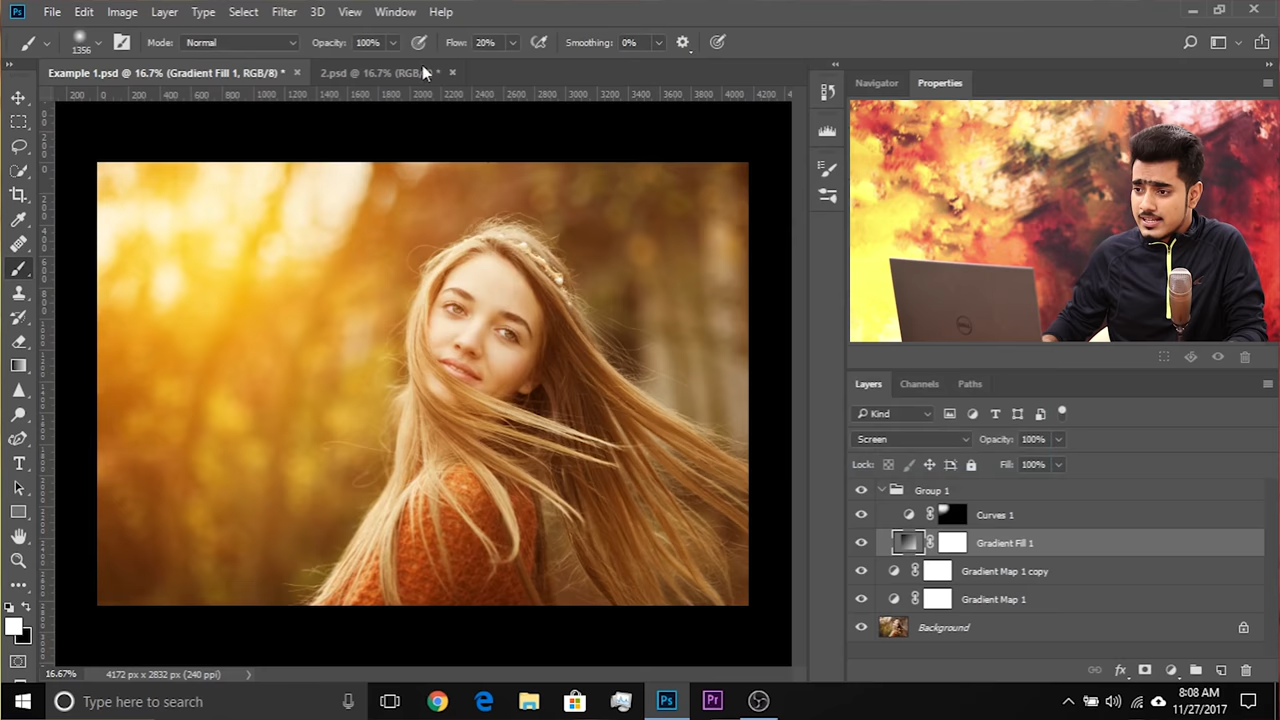 Ps File Edit Image Layer Type Select Filter 3D View Window Help
1356 Mode: Normal Opacity: 100% Flow: 20% Smoothing: 0%
Example 1.psd @ 16.7% (Gradient Fill 1, RGB/8) * × 2.psd @ 16.7% (RGB/ * ×
200 0 200 400 600 800 1000 1200 1400 1600 1800 2000 2200 2400 2600 2800 3000 3200 3400 3600 3800 4000 4200 4
Navigator Properties
DELL
Layers Channels Paths
Kind
Screen Opacity: 100%
Lock: Fill: 100%
Group 1
Curves 1
Gradient Fill 1
Gradient Map 1 copy
Gradient Map 1
Background
fx
16.67% 4172 px x 2832 px (240 ppi)
Type here to search
Ps Pr
8:08 AM
11/27/2017